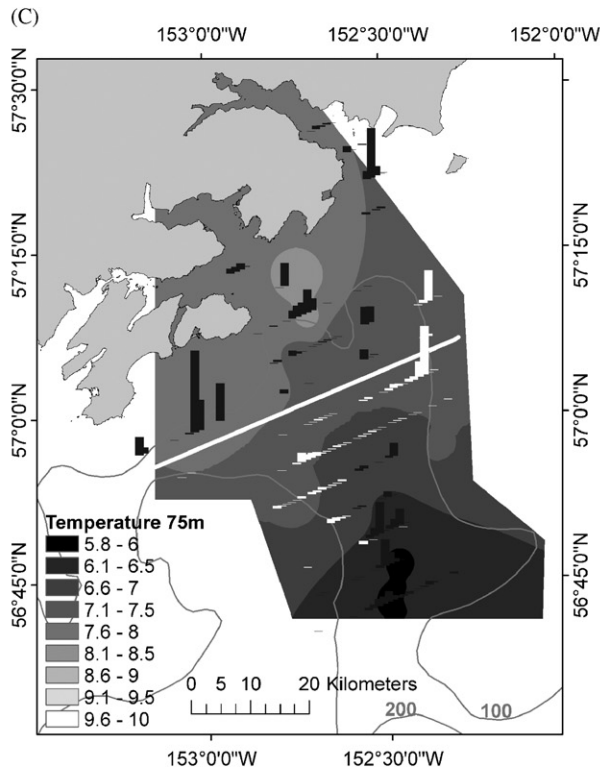 (C)
153°0'0"W 152°30'0"W 152°0'0"W
57°30'0"N
57°15'0"N 57°15'0"N
57°0'0"N 57°0'0"N
56°45'0"N 56°45'0"N
Temperature 75m
5.8 - 6
6.1 - 6.5
6.6 - 7
7.1 - 7.5
7.6 - 8
8.1 - 8.5
8.6 - 9
9.1 - 9.5
9.6 - 10
0 5 10 20 Kilometers
200 100
153°0'0"W 152°30'0"W